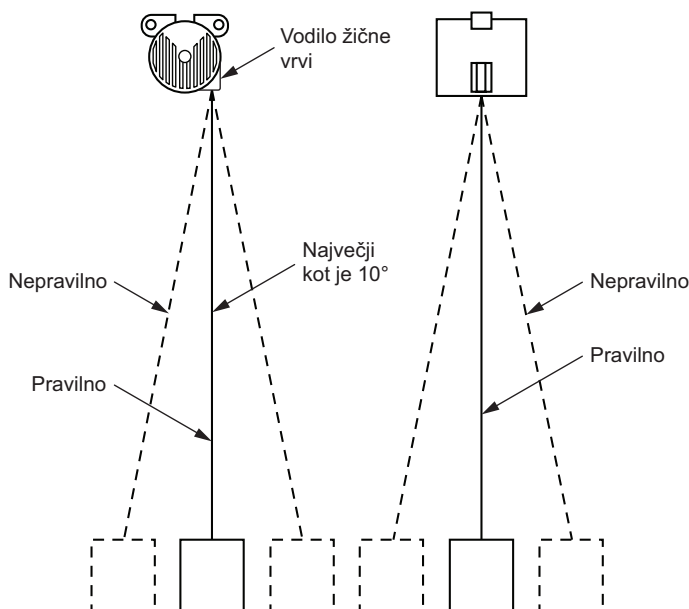 Vodilo žične
vrvi
Največji
kot je 10°
Nepravilno
Nepravilno
Pravilno
Pravilno